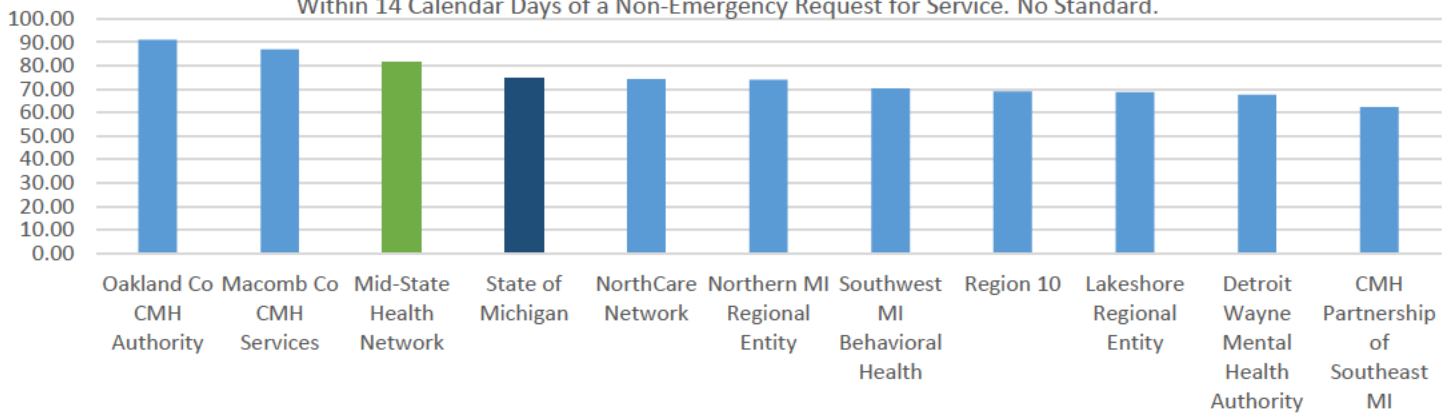 Within 14 Calendar Days of a Non-Emergency Request for Service. No Standard.
100.00
90.00
80.00
70.00
60.00
50.00
40.00
30.00
20.00
10.00
0.00
Oakland Co
CMH
Authority
Macomb Co
CMH
Services
Mid-State
Health
Network
State of
Michigan
NorthCare
Network
Northern MI
Regional
Entity
Southwest
MI
Behavioral
Health
Region 10
Lakeshore
Regional
Entity
Detroit
Wayne
Mental
Health
Authority
CMH
Partnership
of
Southeast
MI